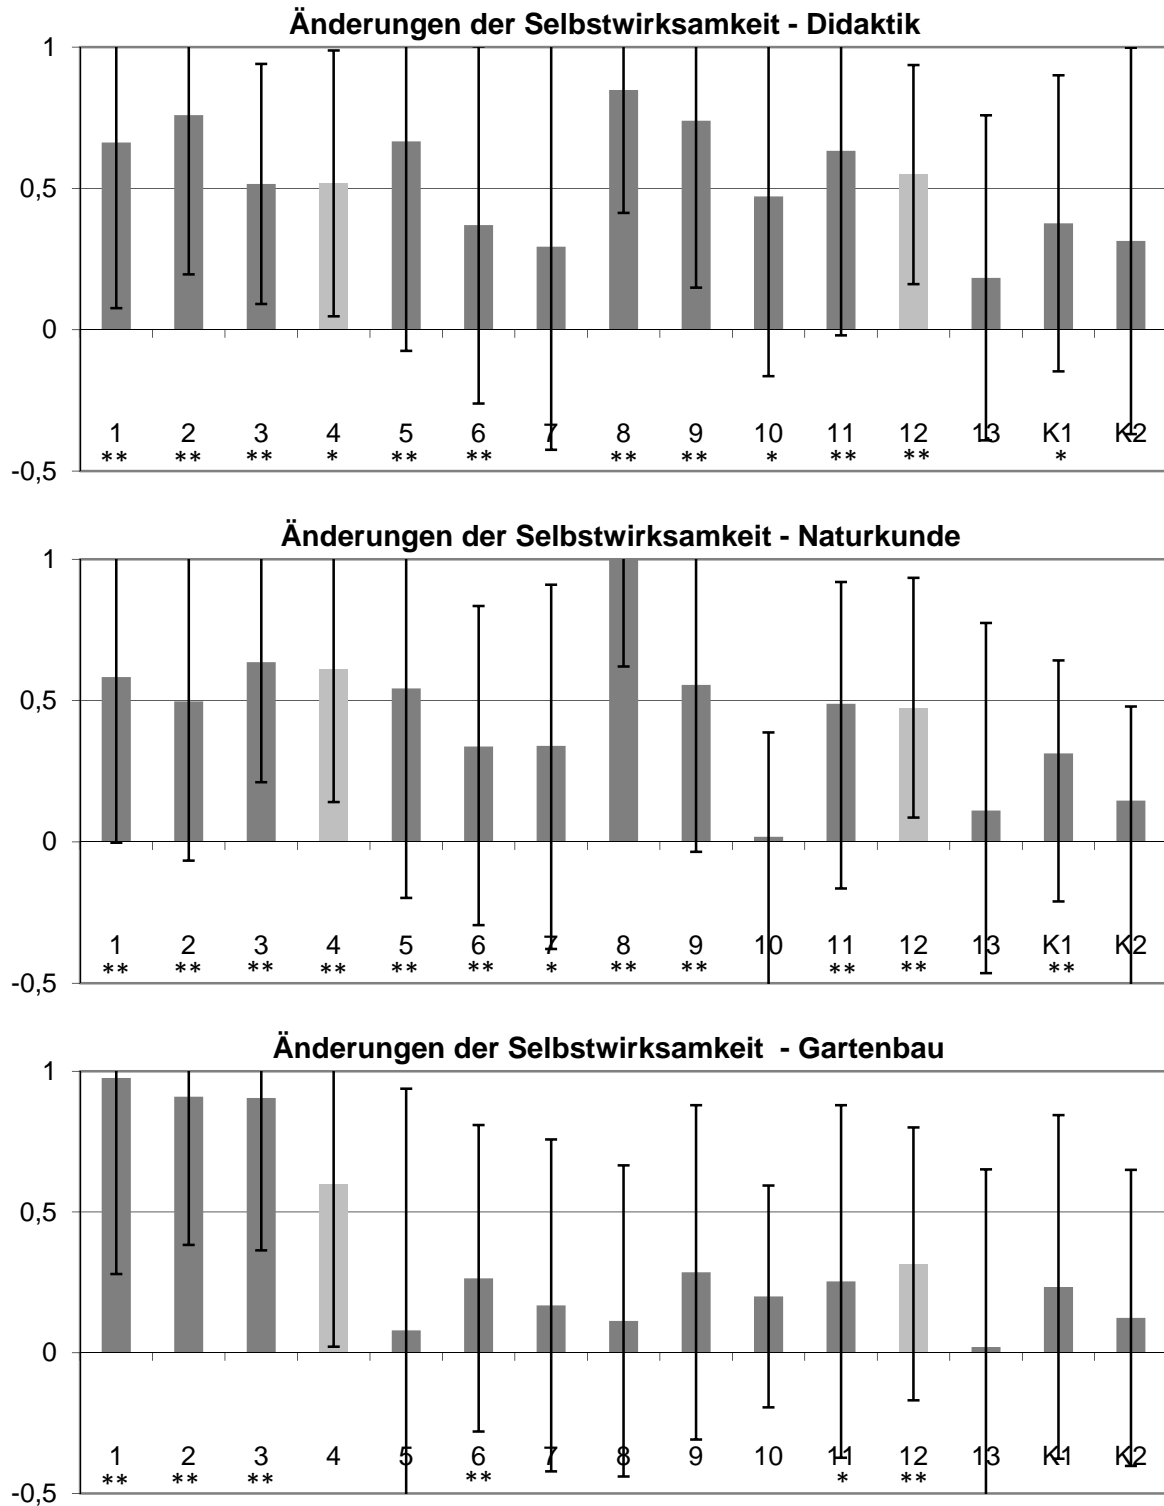 Änderungen der Selbstwirksamkeit - Didaktik
1
0,5
0
1 2 3 4 5 6 7 8 9 10 11 12 13 K1 K2
** ** ** * ** ** ** ** * ** ** *
-0,5
Änderungen der Selbstwirksamkeit - Naturkunde
1
0,5
0
1 2 3 4 5 6 7 8 9 10 11 12 13 K1 K2
** ** ** ** ** ** * ** ** ** ** **
-0,5
Änderungen der Selbstwirksamkeit - Gartenbau
1
0,5
0
1 2 3 4 5 6 7 8 9 10 11 12 13 K1 K2
** ** ** ** * **
-0,5